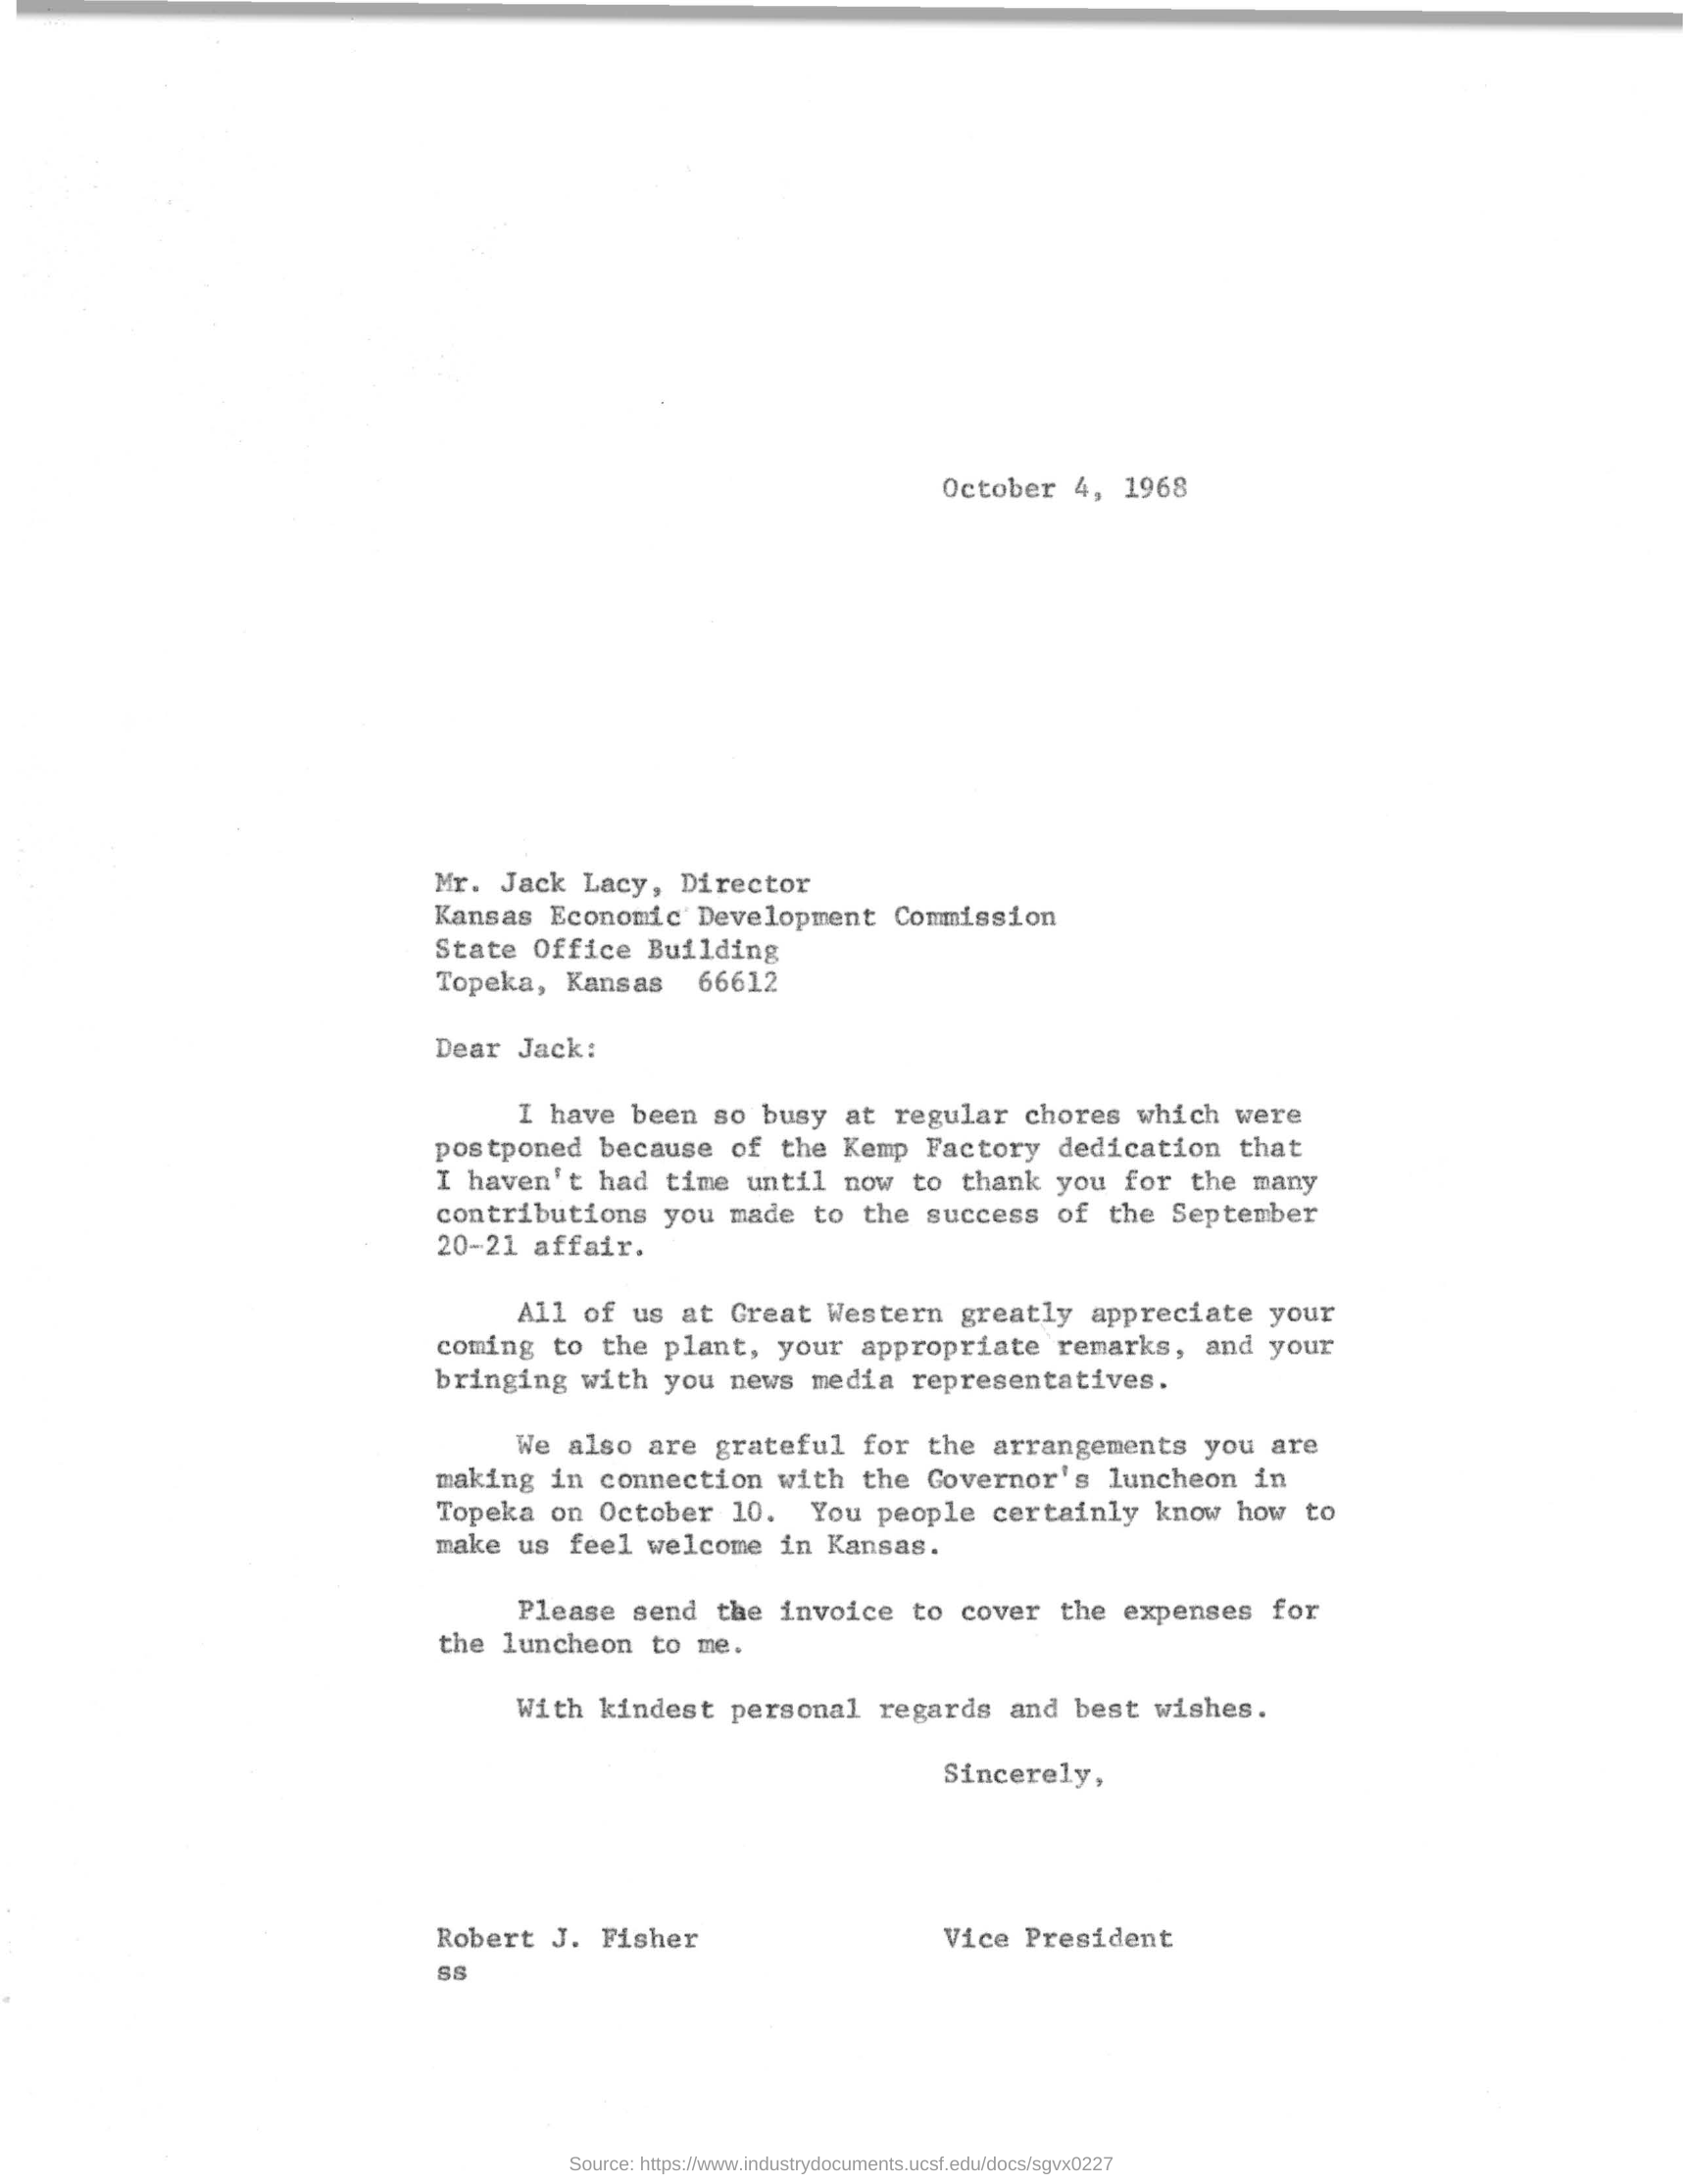 October 4, 1968
Mr. Jack Lacy, Director
Kansas Economic Development Commission
State Office Building
Topeka, Kansas 66612
Dear Jack:
I have been so busy at regular chores which were
postponed because of the Kemp Factory dedication that
I haven't had time until now to thank you for the many
contributions you made to the success of the September
20-21 affair.
All of us at Great Western greatly appreciate your
coming to the plant, your appropriate remarks, and your
bringing with you news media representatives.
We also are grateful for the arrangements you are
making in connection with the Governor's luncheon in
Topeka on October 10. You people certainly know how to
make us feel welcome in Kansas.
Please send the invoice to cover the expenses for
the luncheon to me.
With kindest personal regards and best wishes.
Sincerely,
Robert J. Fisher Vice President
ss
Source: https://www.industrydocuments.ucsf.edu/docs/sgvx0227